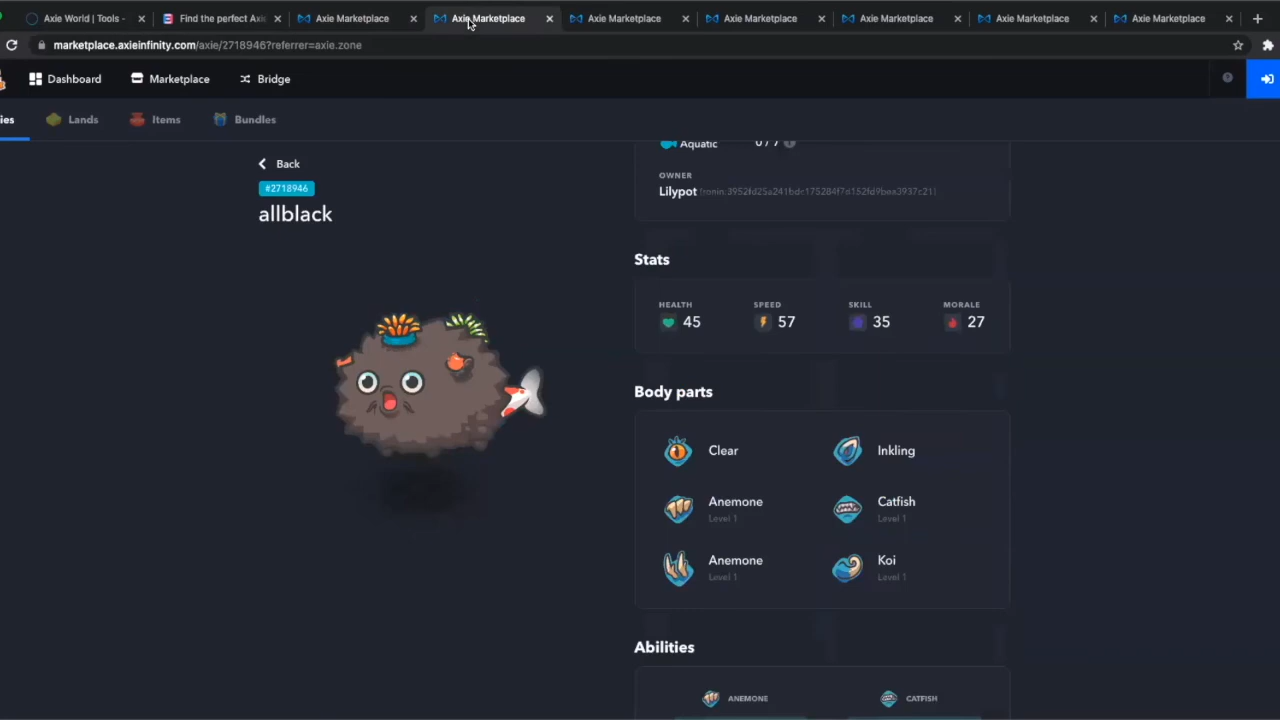 Axie World | Tools -
Find the perfect Axie
Axie Marketplace
Axie Marketplace
Axie Marketplace
Axie Marketplace
Axie Marketplace
Axie Marketplace
Axie Marketplace
marketplace.axieinfinity.com/axie/2718946?referrer=axie.zone
Dashboard
Marketplace
Bridge
ies
Lands
Items
Bundles
Back
#2718946
allblack
Aquatic 0 / 7
OWNER
Lilypot
Stats
HEALTH SPEED SKILL MORALE
45 57 35 27
Body parts
Clear Inkling
Anemone Catfish
Level 1 Level 1
Anemone Koi
Level 1 Level 1
Abilities
ANEMONE CATFISH